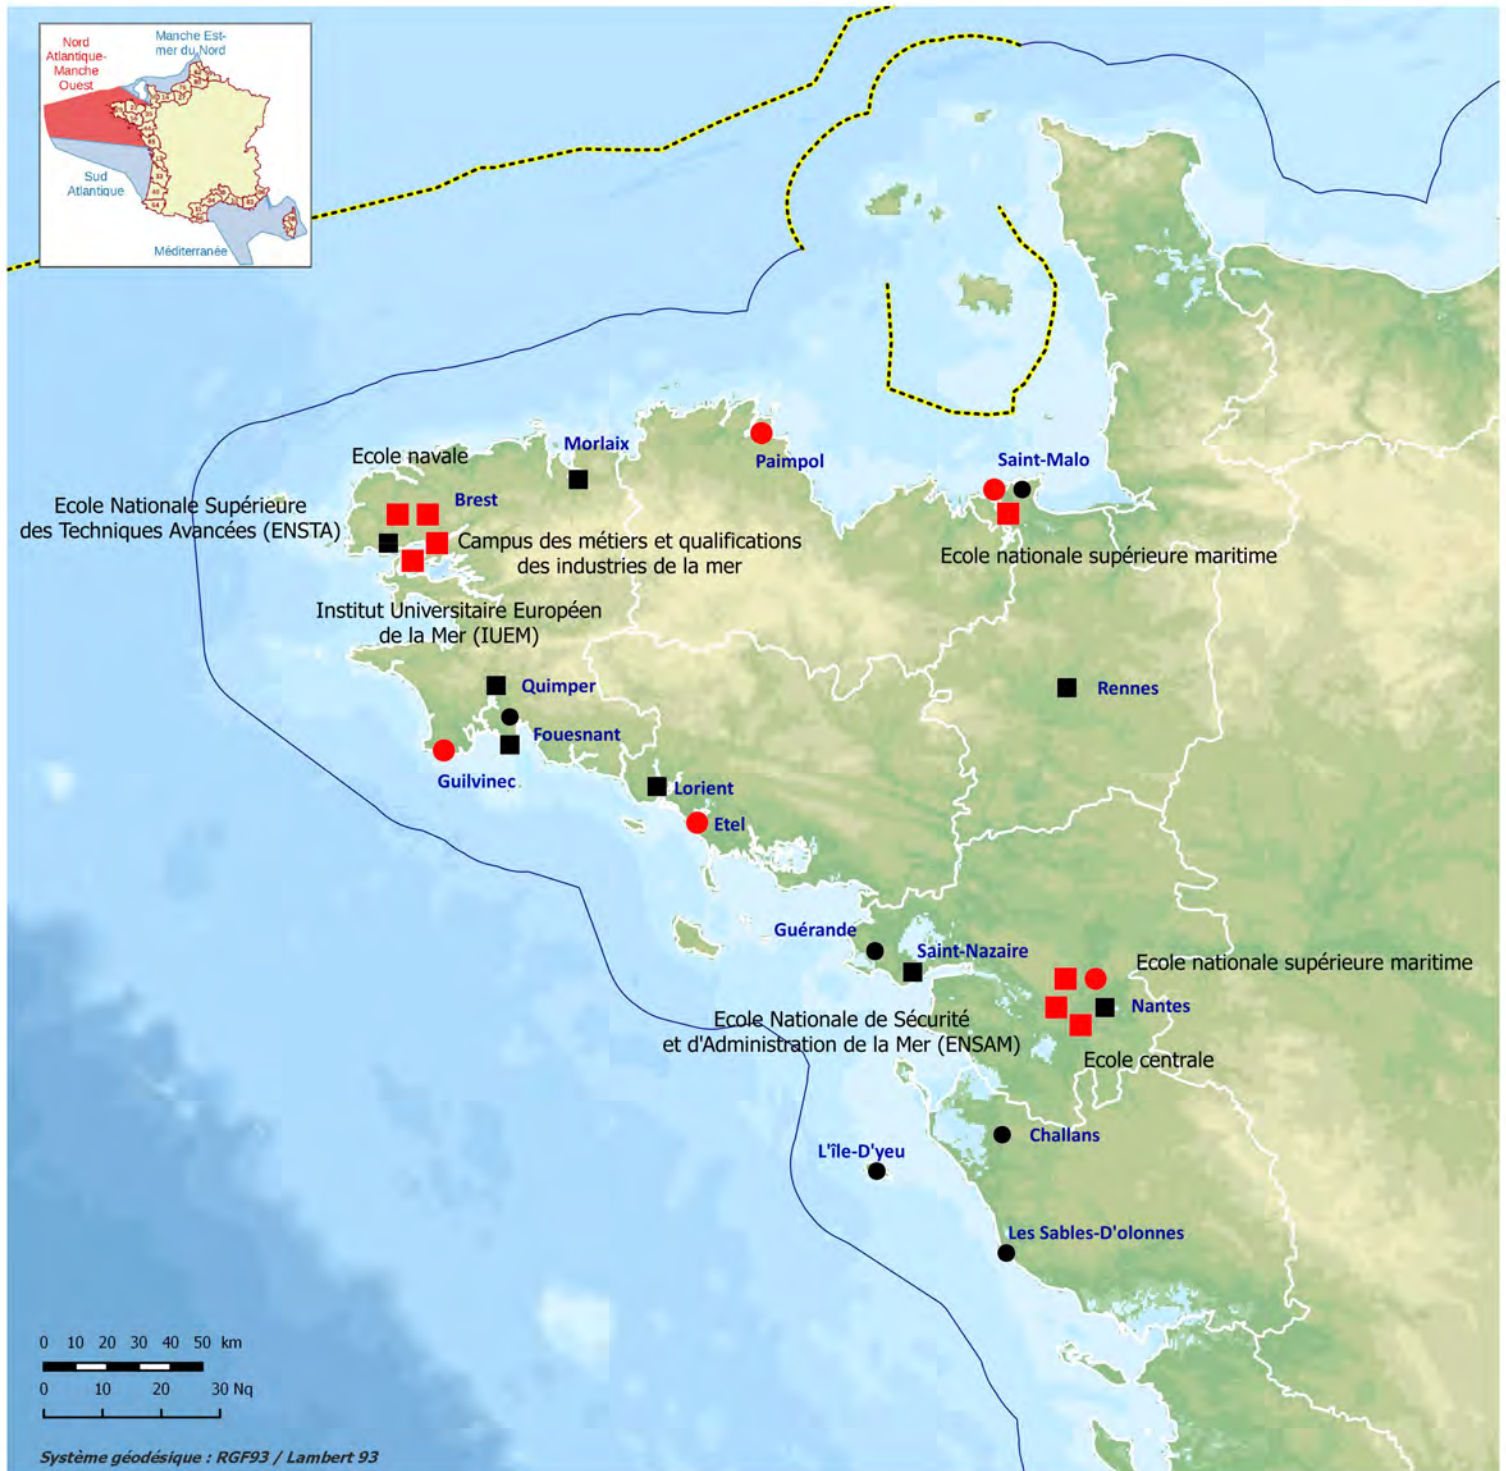 Nord
Atlantique-
Manche
Ouest
Manche Est-
mer du Nord
Sud
Atlantique
Méditerranée
Ecole navale
Morlaix
Paimpol
Saint-Malo
Ecole Nationale Supérieure
des Techniques Avancées (ENSTA)
Brest
Campus des métiers et qualifications
des industries de la mer
Ecole nationale supérieure maritime
Institut Universitaire Européen
de la Mer (IUEM)
Quimper
Rennes
Fouesnant
Guilvinec
Lorient
Etel
Guérande
Saint-Nazaire
Ecole nationale supérieure maritime
Nantes
Ecole Nationale de Sécurité
et d'Administration de la Mer (ENSAM)
Ecole centrale
Challans
L'île-D'yeu
Les Sables-D'olonnes
0 10 20 30 40 50 km
0 10 20 30 Nq
Système géodésique : RGF93 / Lambert 93